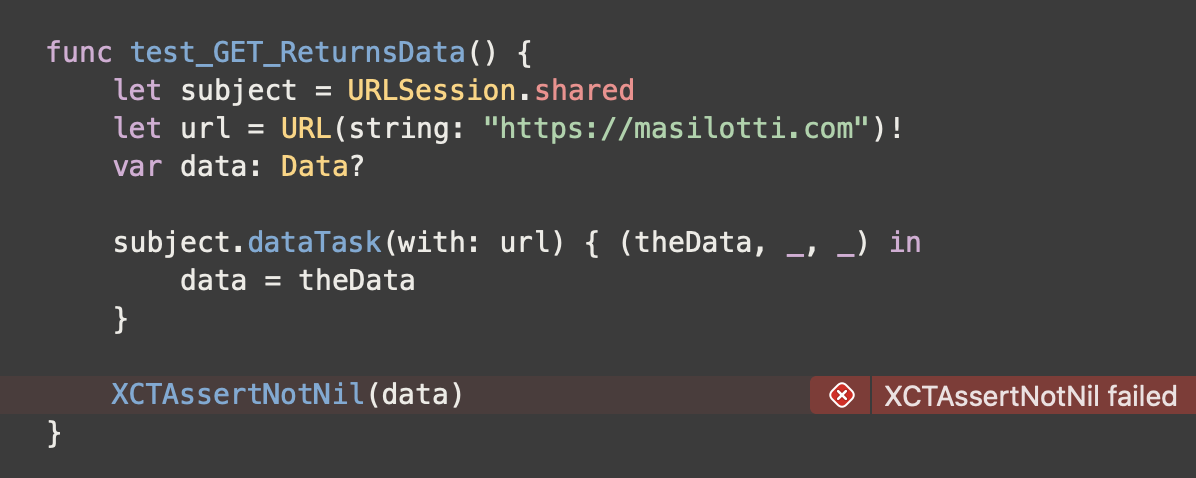 func test_GET_ReturnsData() {
    let subject = URLSession.shared
    let url = URL(string: "https://masilotti.com")!
    var data: Data?

    subject.dataTask(with: url) { (theData, _, _) in
        data = theData
    }

    XCTAssertNotNil(data) XCTAssertNotNil failed
}